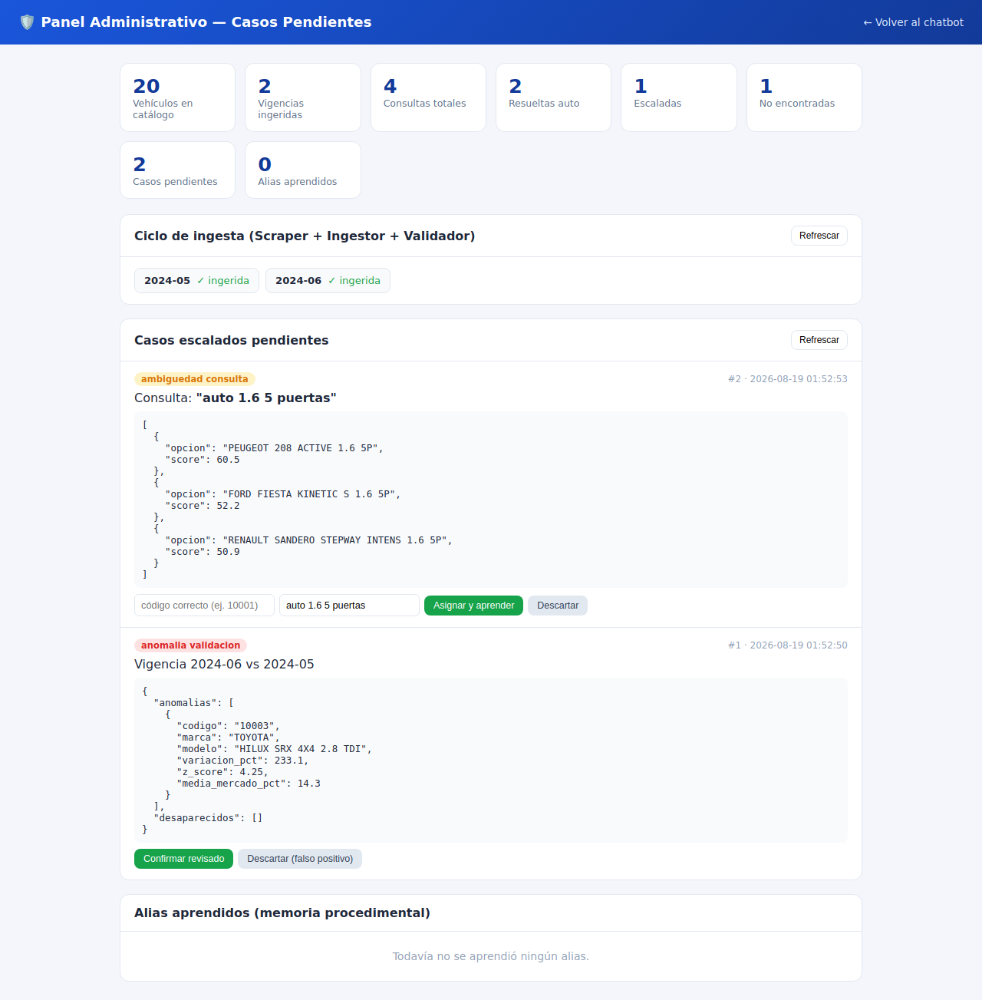 🛡️ Panel Administrativo — Casos Pendientes
← Volver al chatbot
20
Vehículos en
catálogo
2
Vigencias
ingeridas
4
Consultas totales
2
Resueltas auto
1
Escaladas
1
No encontradas
2
Casos pendientes
0
Alias aprendidos
Ciclo de ingesta (Scraper + Ingestor + Validador)
Refrescar
2024-05 ✓ ingerida
2024-06 ✓ ingerida
Casos escalados pendientes
Refrescar
ambiguedad consulta
#2 · 2026-08-19 01:52:53
Consulta: "auto 1.6 5 puertas"
[
  {
    "opcion": "PEUGEOT 208 ACTIVE 1.6 5P",
    "score": 60.5
  },
  {
    "opcion": "FORD FIESTA KINETIC S 1.6 5P",
    "score": 52.2
  },
  {
    "opcion": "RENAULT SANDERO STEPWAY INTENS 1.6 5P",
    "score": 50.9
  }
]
código correcto (ej. 10001)
auto 1.6 5 puertas
Asignar y aprender
Descartar
anomalia validacion
#1 · 2026-08-19 01:52:50
Vigencia 2024-06 vs 2024-05
{
  "anomalias": [
    {
      "codigo": "10003",
      "marca": "TOYOTA",
      "modelo": "HILUX SRX 4X4 2.8 TDI",
      "variacion_pct": 233.1,
      "z_score": 4.25,
      "media_mercado_pct": 14.3
    }
  ],
  "desaparecidos": []
}
Confirmar revisado
Descartar (falso positivo)
Alias aprendidos (memoria procedimental)
Todavía no se aprendió ningún alias.